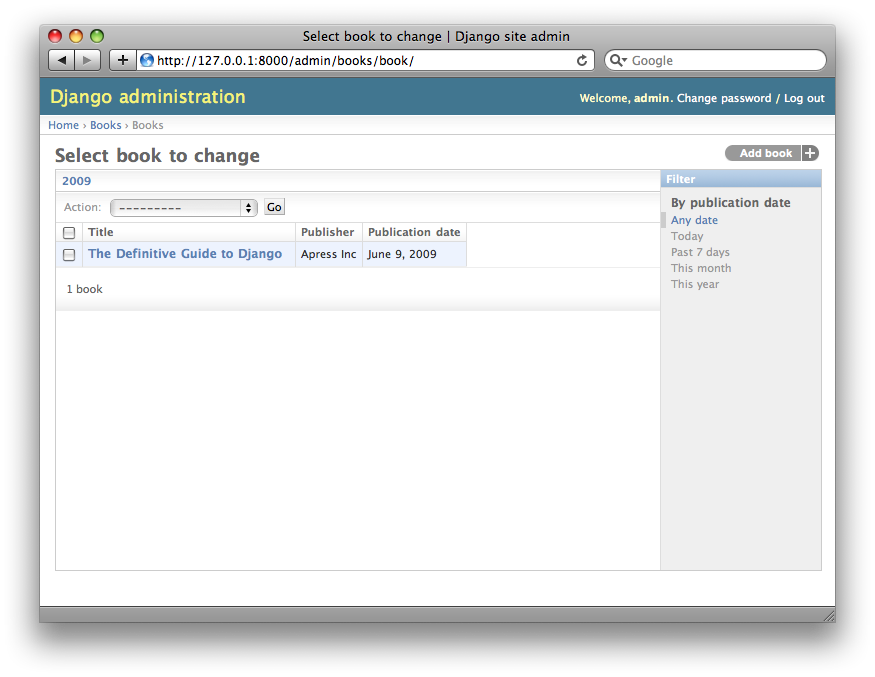 Select book to change | Django site admin
http://127.0.0.1:8000/admin/books/book/ Google
Django administration Welcome, admin. Change password / Log out
Home › Books › Books
Select book to change Add book +
2009
Action: --------- Go
Title Publisher Publication date
The Definitive Guide to Django Apress Inc June 9, 2009
1 book
Filter
By publication date
Any date
Today
Past 7 days
This month
This year